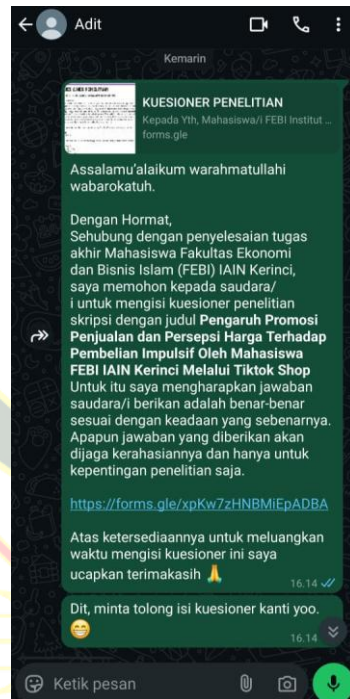 Adit
Kemarin
KUESIONER PENELITIAN
Kepada Yth, Mahasiswa/i FEBI Institut ...
forms.gle
Assalamu'alaikum warahmatullahi
wabarokatuh.
Dengan Hormat,
Sehubung dengan penyelesaian tugas
akhir Mahasiswa Fakultas Ekonomi
dan Bisnis Islam (FEBI) IAIN Kerinci,
saya memohon kepada saudara/
i untuk mengisi kuesioner penelitian
skripsi dengan judul Pengaruh Promosi
Penjualan dan Persepsi Harga Terhadap
Pembelian Impulsif Oleh Mahasiswa
FEBI IAIN Kerinci Melalui Tiktok Shop
Untuk itu saya mengharapkan jawaban
saudara/i berikan adalah benar-benar
sesuai dengan keadaan yang sebenarnya.
Apapun jawaban yang diberikan akan
dijaga kerahasiannya dan hanya untuk
kepentingan penelitian saja.
https://forms.gle/xpKw7zHNBMiEpADBA
Atas ketersediaannya untuk meluangkan
waktu mengisi kuesioner ini saya
ucapkan terimakasih 🙏
16.14
Dit, minta tolong isi kuesioner kanti yoo.
😁
16.14
Ketik pesan